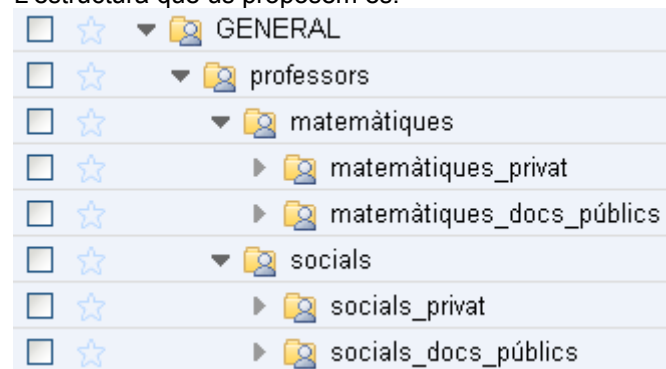 L'estructura que us proposem és:
GENERAL
professors
matemàtiques
matemàtiques_privat
matemàtiques_docs_públics
socials
socials_privat
socials_docs_públics